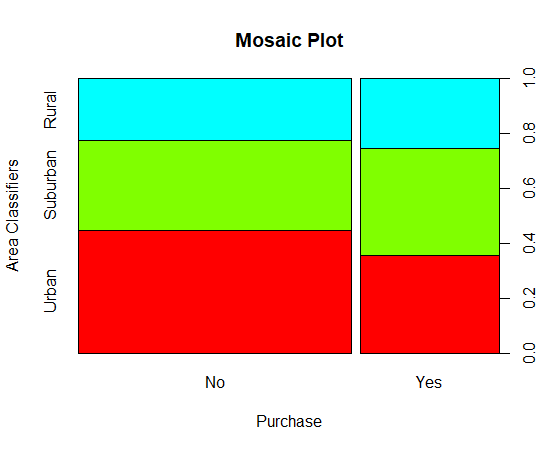 Mosaic Plot
Area Classifiers
Rural
Suburban
Urban
1.0
0.8
0.6
0.4
0.2
0.0
No
Yes
Purchase